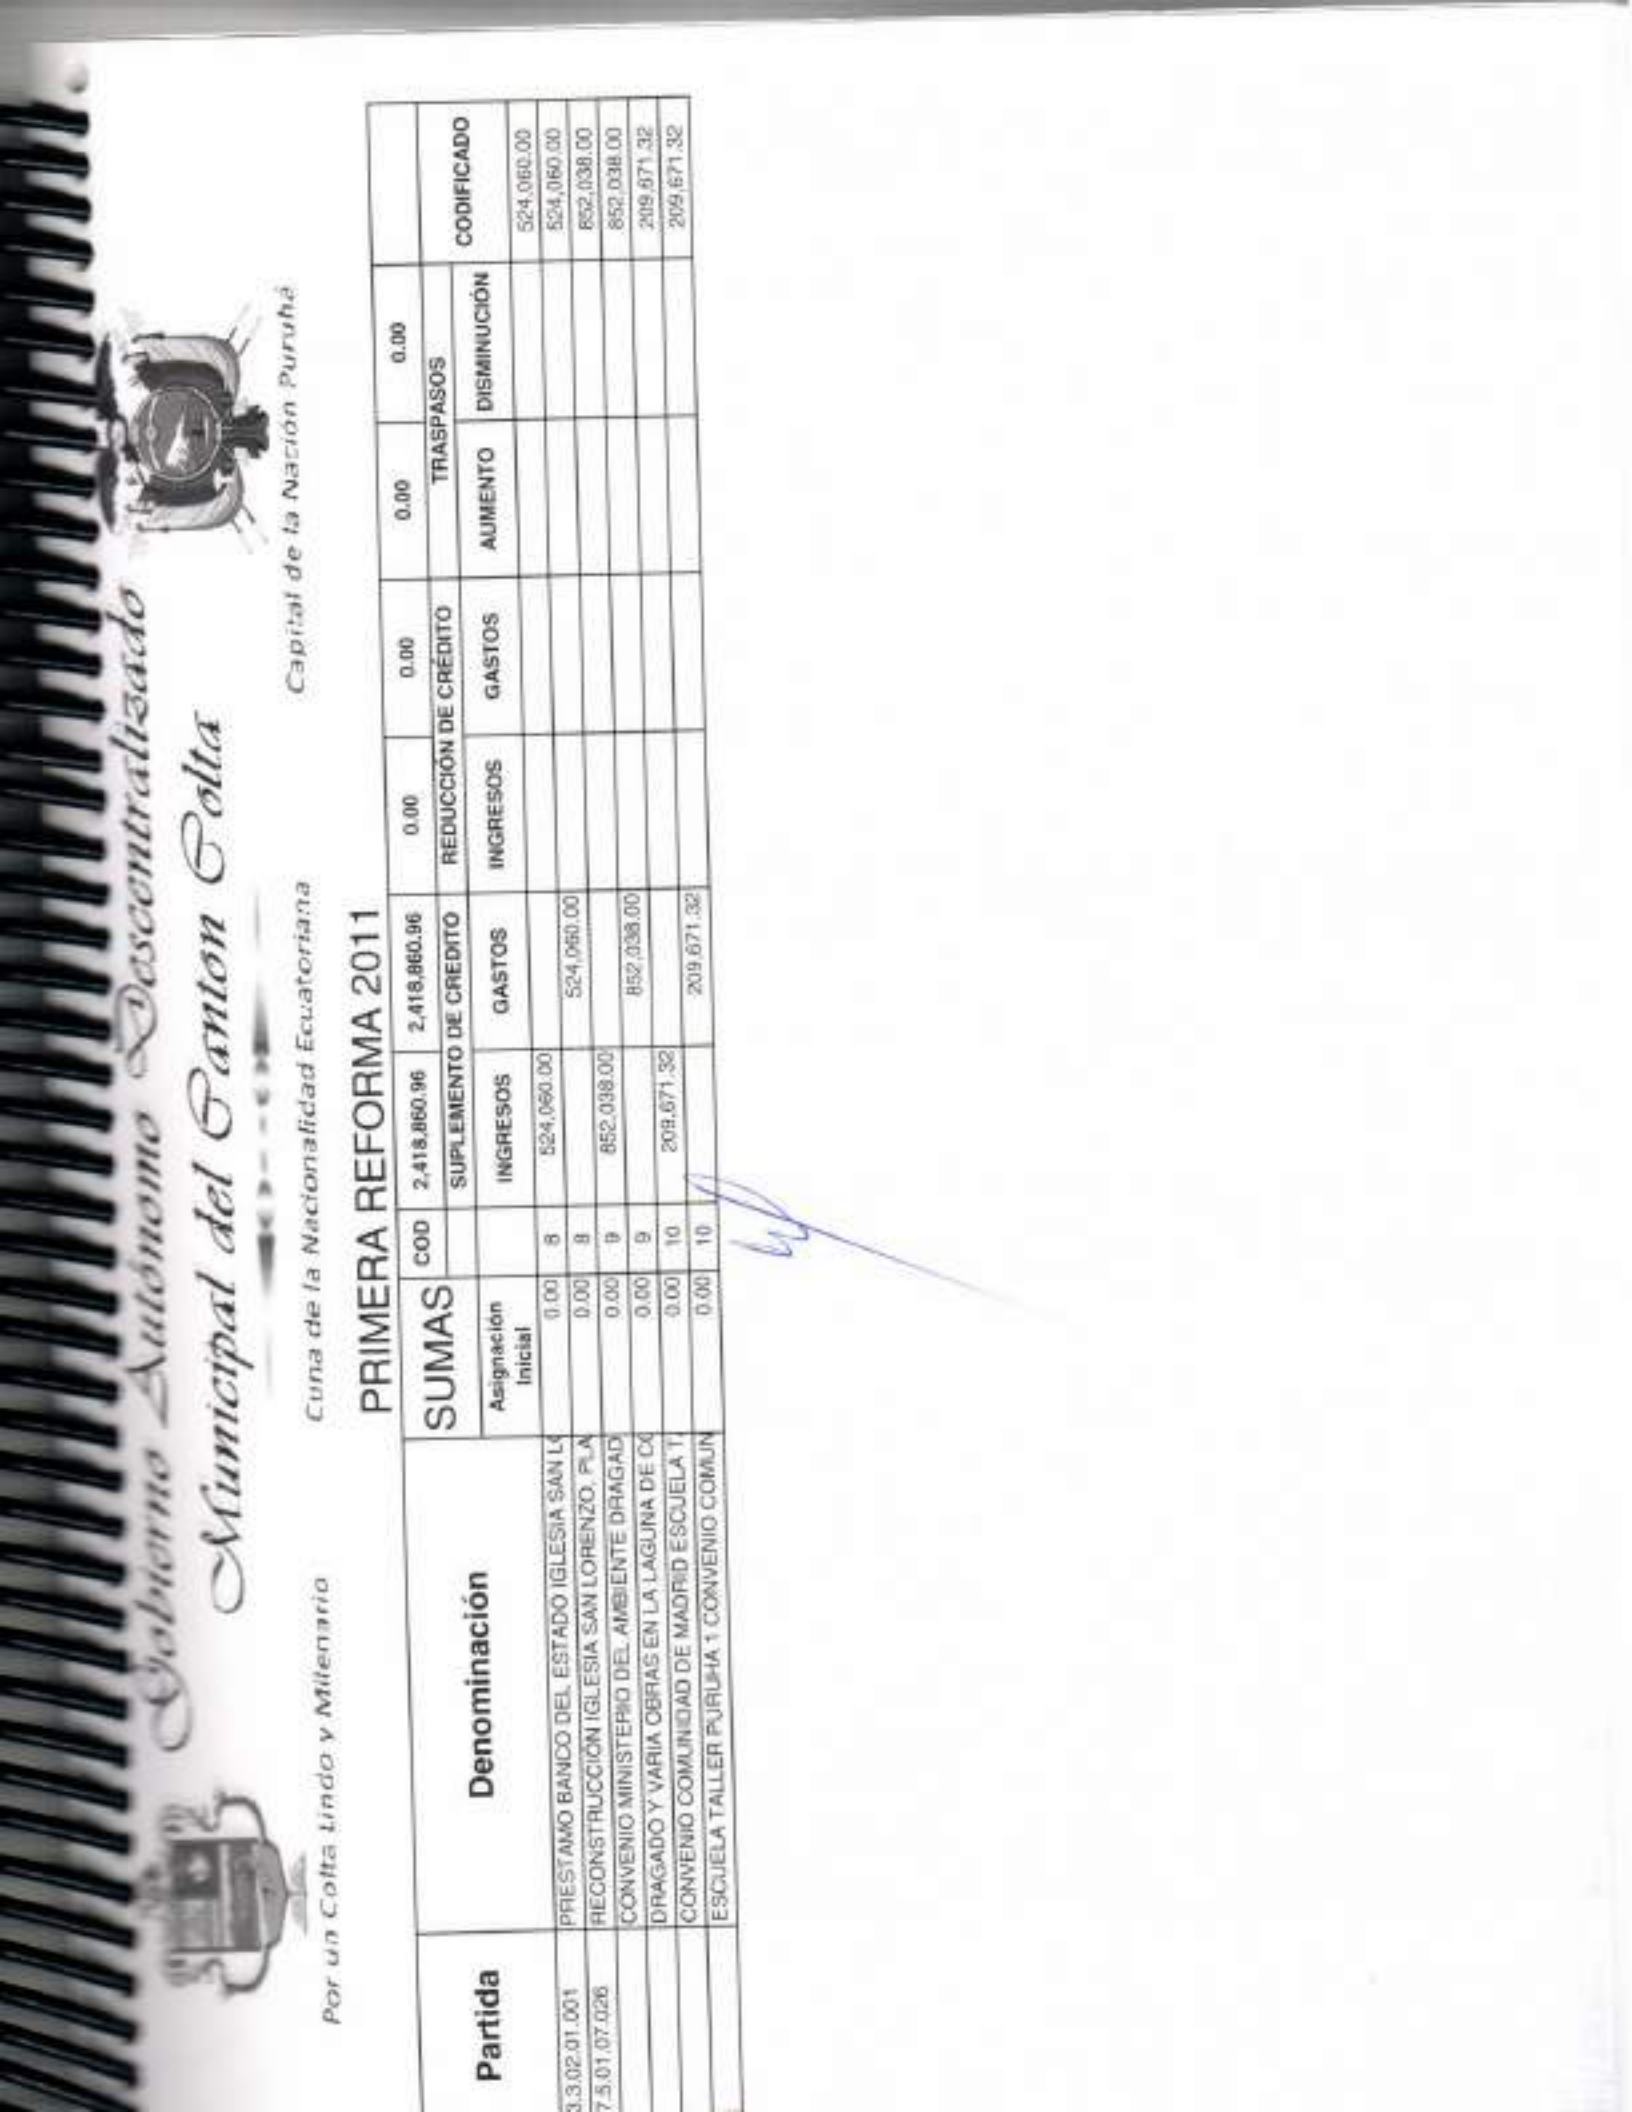 Gobierno Autónomo Descentralizado
Municipal del Canton Colta
Por un Colta Lindo y Milenario Cuna de la Nacionalidad Ecuatoriana Capital de la Nación Puruhá
PRIMERA REFORMA 2011
SUMAS COD 2,418,860.96 2,418,860.96 0.00 0.00 0.00 0.00
Partida Denominación SUPLEMENTO DE CREDITO REDUCCIÓN DE CRÉDITO TRASPASOS CODIFICADO
Asignación Inicial INGRESOS GASTOS INGRESOS GASTOS AUMENTO DISMINUCIÓN
3.3.02.01.001 PRESTAMO BANCO DEL ESTADO IGLESIA SAN LO 0.00 8 524,060.00 524,060.00
7.5.01.07.026 RECONSTRUCCIÓN IGLESIA SAN LORENZO, PLA 0.00 8 524,060.00 524,060.00
CONVENIO MINISTERIO DEL AMBIENTE DRAGAD 0.00 9 852,038.00 852,038.00
DRAGADO Y VARIA OBRAS EN LA LAGUNA DE CO 0.00 9 852,038.00 852,038.00
CONVENIO COMUNIDAD DE MADRID ESCUELA TA 0.00 10 209,671.32 209,671.32
ESCUELA TALLER PURUHA 1 CONVENIO COMUN 0.00 10 209,671.32 209,671.32